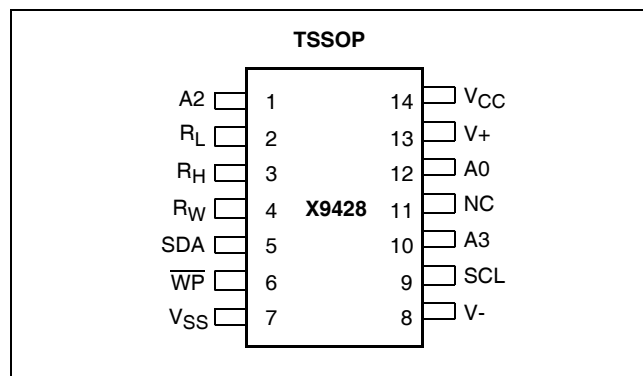 TSSOP
A2 1 14 VCC
RL 2 13 V+
RH 3 12 A0
RW 4 X9428 11 NC
SDA 5 10 A3
W̅P̅ 6 9 SCL
VSS 7 8 V-